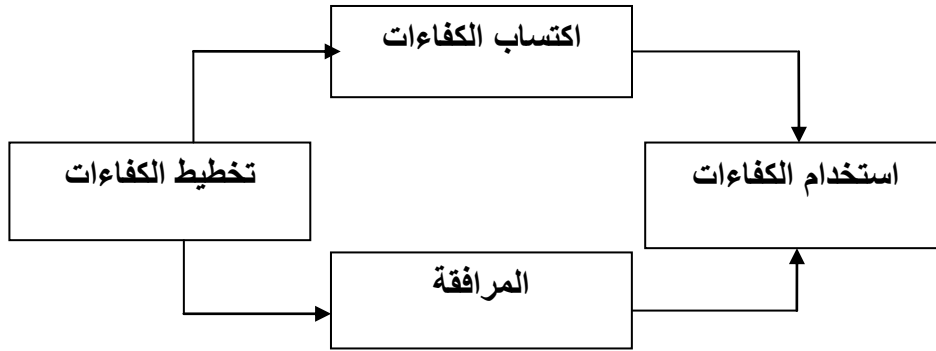 اكتساب الكفاءات
تخطيط الكفاءات
استخدام الكفاءات
المرافقة